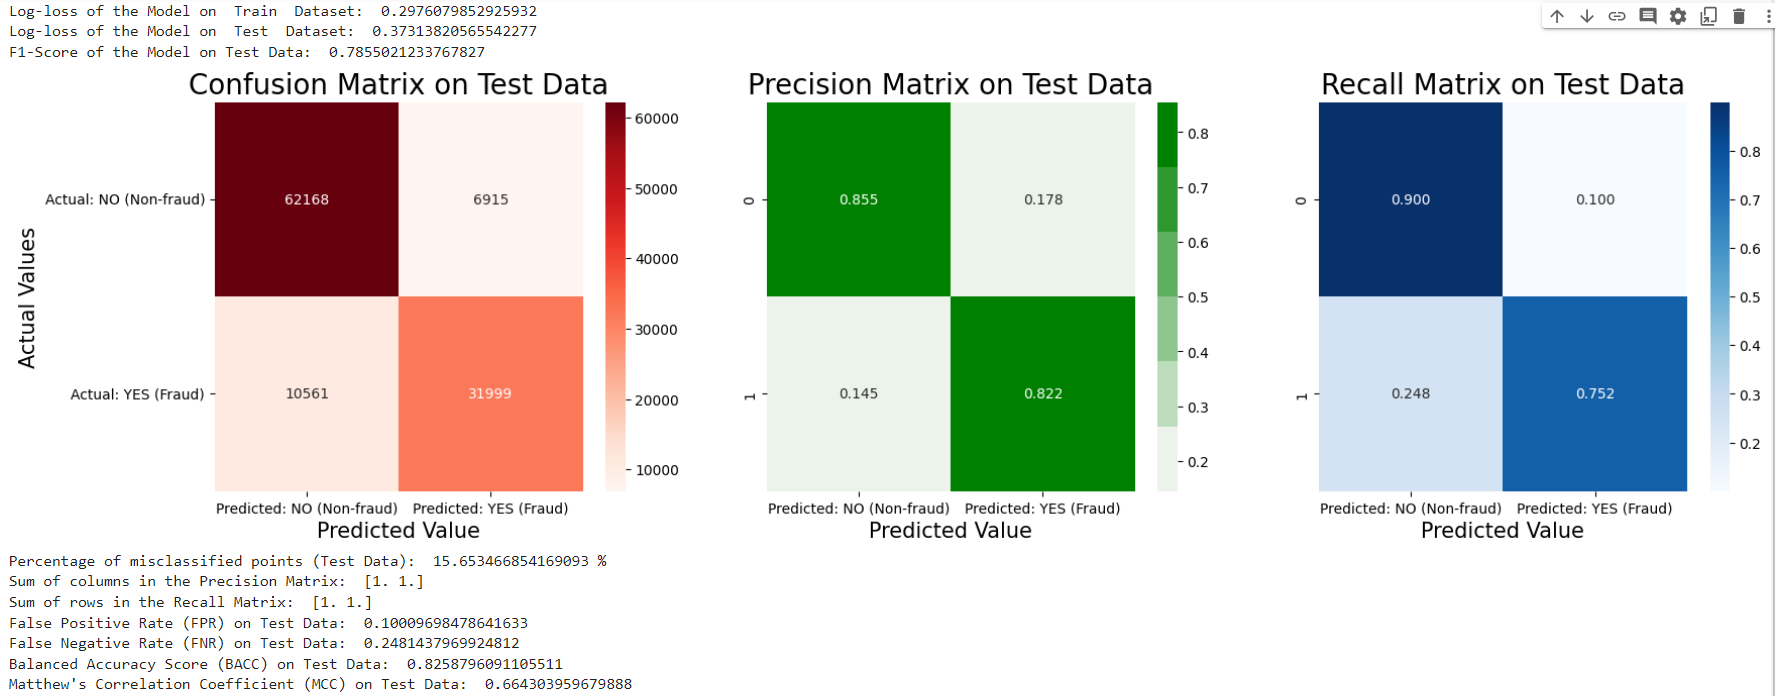 Log-loss of the Model on  Train  Dataset:  0.2976079852925932
Log-loss of the Model on  Test  Dataset:  0.37313820565542277
F1-Score of the Model on Test Data:  0.7855021233767827
Confusion Matrix on Test Data
Actual Values
Actual: NO (Non-fraud)
Actual: YES (Fraud)
62168
6915
10561
31999
60000
50000
40000
30000
20000
10000
Predicted: NO (Non-fraud)
Predicted: YES (Fraud)
Predicted Value
Precision Matrix on Test Data
0
1
0.855
0.178
0.145
0.822
0.8
0.7
0.6
0.5
0.4
0.3
0.2
Predicted: NO (Non-fraud)
Predicted: YES (Fraud)
Predicted Value
Recall Matrix on Test Data
0
1
0.900
0.100
0.248
0.752
0.8
0.7
0.6
0.5
0.4
0.3
0.2
Predicted: NO (Non-fraud)
Predicted: YES (Fraud)
Predicted Value
Percentage of misclassified points (Test Data):  15.653466854169093 %
Sum of columns in the Precision Matrix:  [1. 1.]
Sum of rows in the Recall Matrix:  [1. 1.]
False Positive Rate (FPR) on Test Data:  0.10009698478641633
False Negative Rate (FNR) on Test Data:  0.2481437969924812
Balanced Accuracy Score (BACC) on Test Data:  0.8258796091105511
Matthew's Correlation Coefficient (MCC) on Test Data:  0.664303959679888